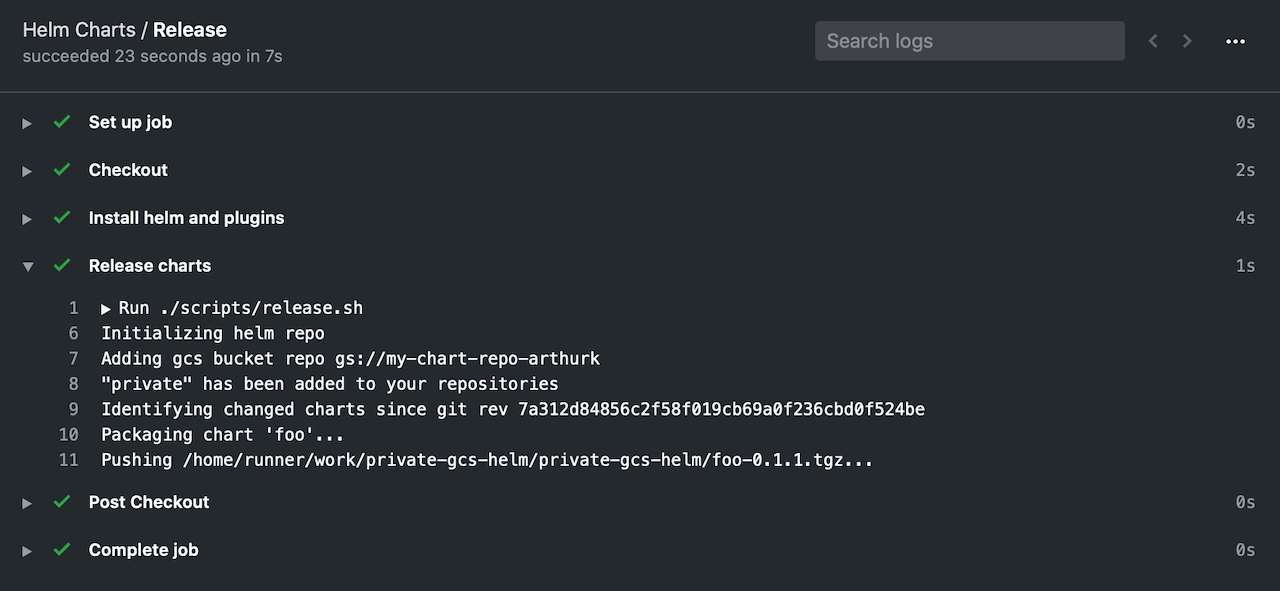 Helm Charts / Release
succeeded 23 seconds ago in 7s
Search logs
Set up job 0s
Checkout 2s
Install helm and plugins 4s
Release charts 1s
1 Run ./scripts/release.sh
6 Initializing helm repo
7 Adding gcs bucket repo gs://my-chart-repo-arthurk
8 "private" has been added to your repositories
9 Identifying changed charts since git rev 7a312d84856c2f58f019cb69a0f236cbd0f524be
10 Packaging chart 'foo'...
11 Pushing /home/runner/work/private-gcs-helm/private-gcs-helm/foo-0.1.1.tgz...
Post Checkout 0s
Complete job 0s